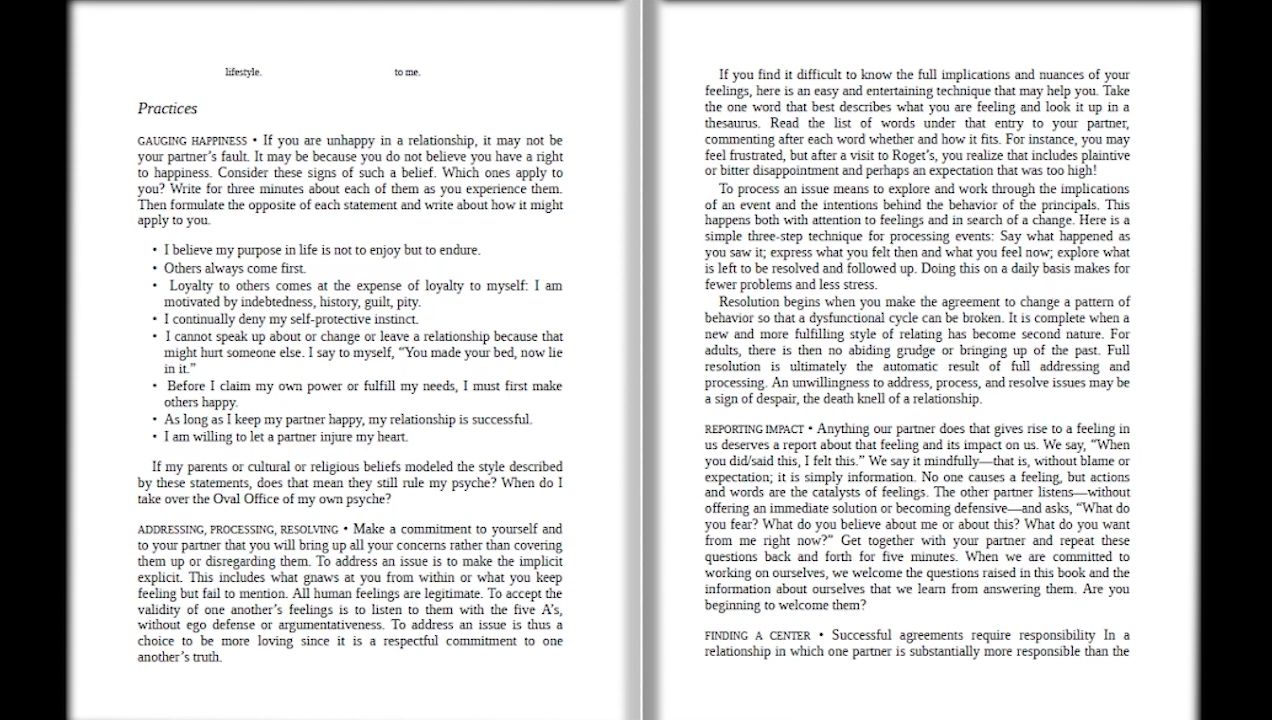 lifestyle. to me.
Practices
GAUGING HAPPINESS • If you are unhappy in a relationship, it may not be
your partner’s fault. It may be because you do not believe you have a right
to happiness. Consider these signs of such a belief. Which ones apply to
you? Write for three minutes about each of them as you experience them.
Then formulate the opposite of each statement and write about how it might
apply to you.
• I believe my purpose in life is not to enjoy but to endure.
• Others always come first.
• Loyalty to others comes at the expense of loyalty to myself: I am
motivated by indebtedness, history, guilt, pity.
• I continually deny my self-protective instinct.
• I cannot speak up about or change or leave a relationship because that
might hurt someone else. I say to myself, “You made your bed, now lie
in it.”
• Before I claim my own power or fulfill my needs, I must first make
others happy.
• As long as I keep my partner happy, my relationship is successful.
• I am willing to let a partner injure my heart.
If my parents or cultural or religious beliefs modeled the style described
by these statements, does that mean they still rule my psyche? When do I
take over the Oval Office of my own psyche?
ADDRESSING, PROCESSING, RESOLVING • Make a commitment to yourself and
to your partner that you will bring up all your concerns rather than covering
them up or disregarding them. To address an issue is to make the implicit
explicit. This includes what gnaws at you from within or what you keep
feeling but fail to mention. All human feelings are legitimate. To accept the
validity of one another’s feelings is to listen to them with the five A’s,
without ego defense or argumentativeness. To address an issue is thus a
choice to be more loving since it is a respectful commitment to one
another’s truth.
If you find it difficult to know the full implications and nuances of your
feelings, here is an easy and entertaining technique that may help you. Take
the one word that best describes what you are feeling and look it up in a
thesaurus. Read the list of words under that entry to your partner,
commenting after each word whether and how it fits. For instance, you may
feel frustrated, but after a visit to Roget’s, you realize that includes plaintive
or bitter disappointment and perhaps an expectation that was too high!
To process an issue means to explore and work through the implications
of an event and the intentions behind the behavior of the principals. This
happens both with attention to feelings and in search of a change. Here is a
simple three-step technique for processing events: Say what happened as
you saw it; express what you felt then and what you feel now; explore what
is left to be resolved and followed up. Doing this on a daily basis makes for
fewer problems and less stress.
Resolution begins when you make the agreement to change a pattern of
behavior so that a dysfunctional cycle can be broken. It is complete when a
new and more fulfilling style of relating has become second nature. For
adults, there is then no abiding grudge or bringing up of the past. Full
resolution is ultimately the automatic result of full addressing and
processing. An unwillingness to address, process, and resolve issues may be
a sign of despair, the death knell of a relationship.
REPORTING IMPACT • Anything our partner does that gives rise to a feeling in
us deserves a report about that feeling and its impact on us. We say, “When
you did/said this, I felt this.” We say it mindfully—that is, without blame or
expectation; it is simply information. No one causes a feeling, but actions
and words are the catalysts of feelings. The other partner listens—without
offering an immediate solution or becoming defensive—and asks, “What do
you fear? What do you believe about me or about this? What do you want
from me right now?” Get together with your partner and repeat these
questions back and forth for five minutes. When we are committed to
working on ourselves, we welcome the questions raised in this book and the
information about ourselves that we learn from answering them. Are you
beginning to welcome them?
FINDING A CENTER • Successful agreements require responsibility In a
relationship in which one partner is substantially more responsible than the